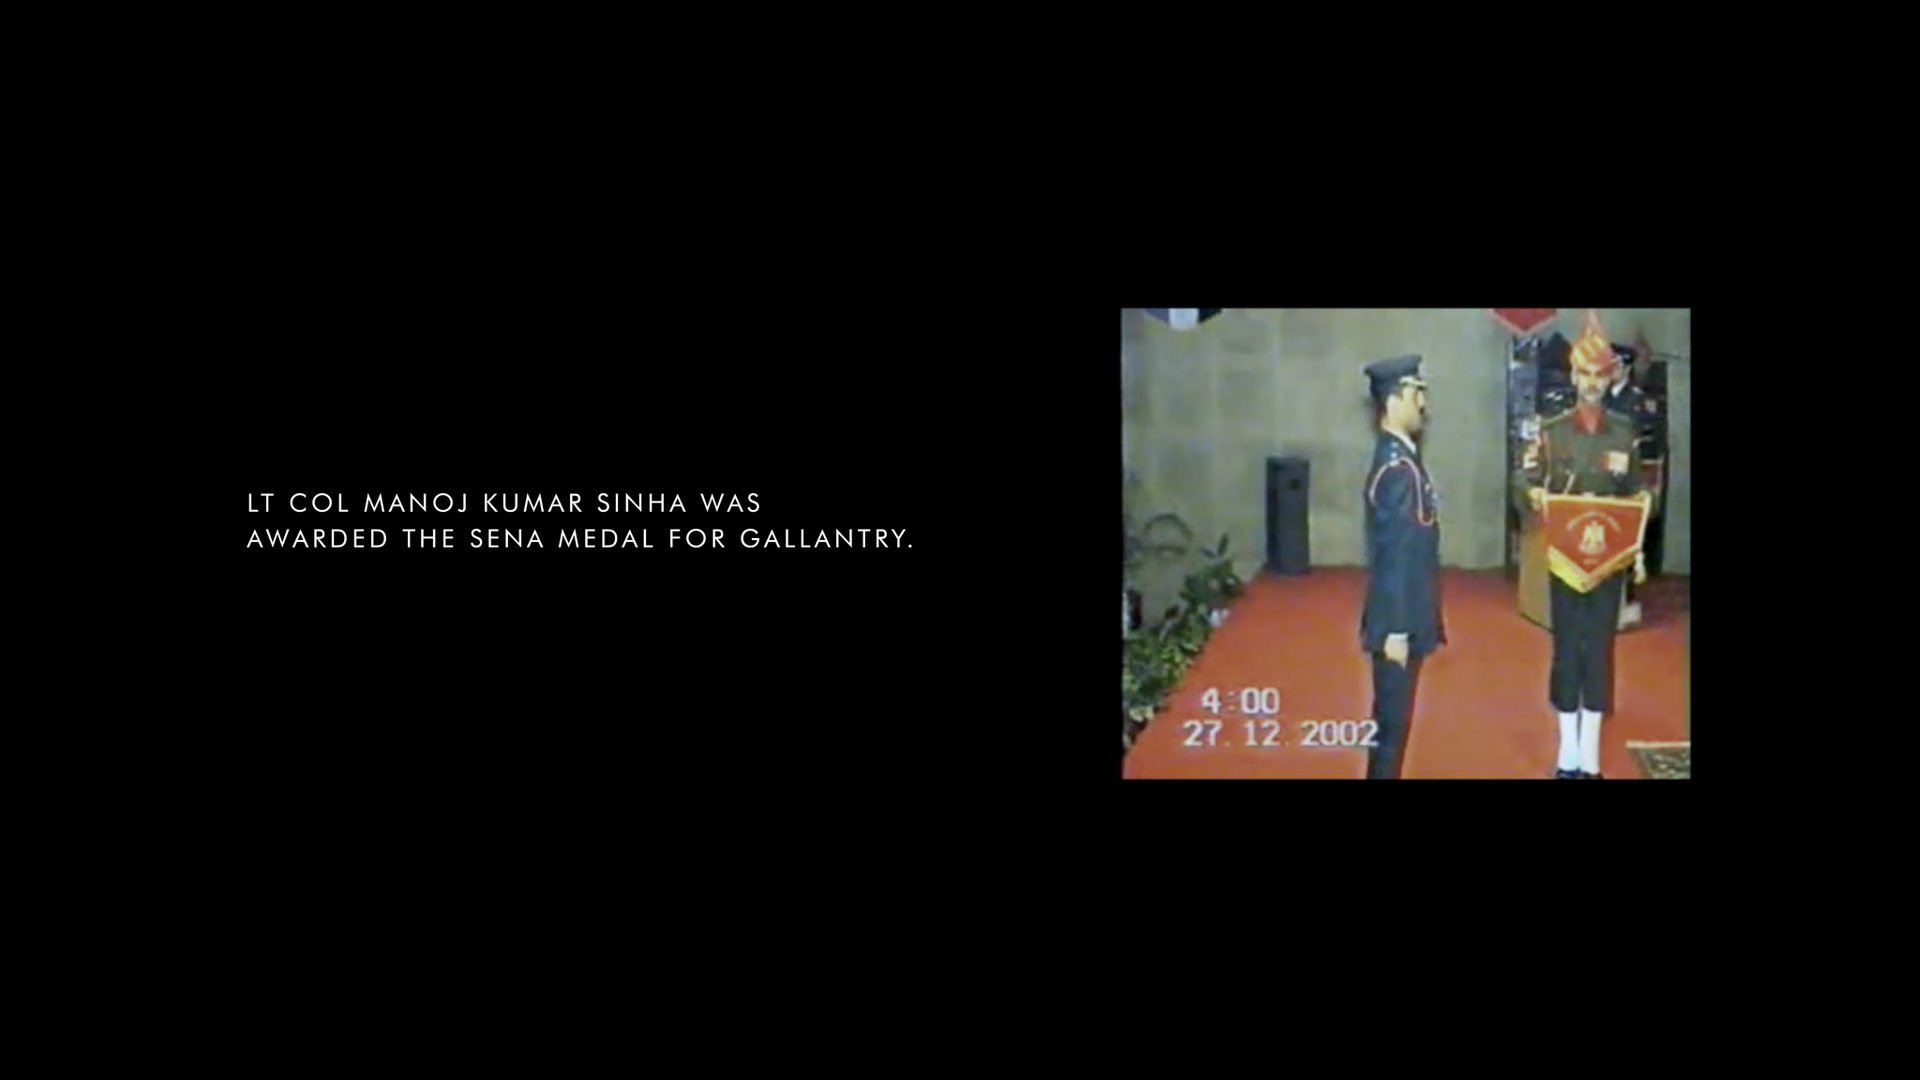 LT COL MANOJ KUMAR SINHA WAS
AWARDED THE SENA MEDAL FOR GALLANTRY.
4:00
27.12.2002